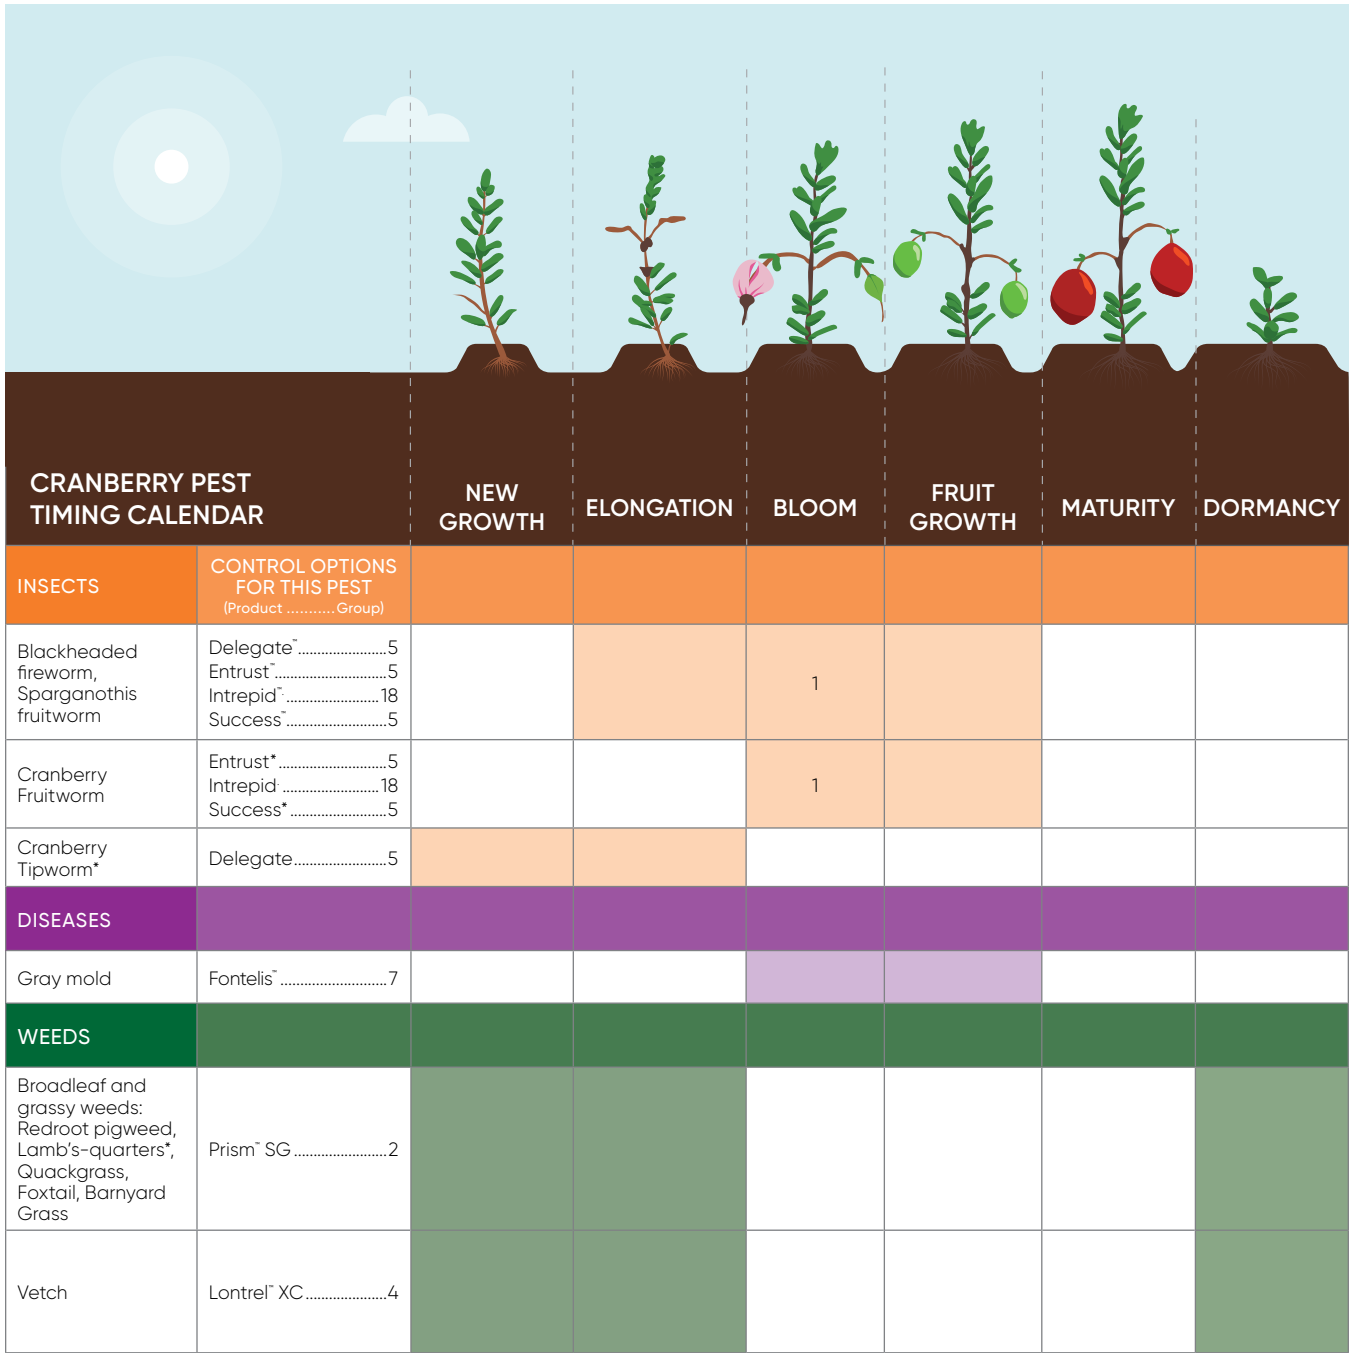 CRANBERRY PEST
TIMING CALENDAR
NEW
GROWTH
ELONGATION
BLOOM
FRUIT
GROWTH
MATURITY
DORMANCY
INSECTS
CONTROL OPTIONS
FOR THIS PEST
(Product ...........Group)
Blackheaded
fireworm,
Sparganothis
fruitworm
Delegate™.......................5
Entrust™.............................5
Intrepid™.........................18
Success™..........................5
1
Cranberry
Fruitworm
Entrust*............................5
Intrepid.........................18
Success*.........................5
1
Cranberry
Tipworm*
Delegate........................5
DISEASES
Gray mold
Fontelis™............................7
WEEDS
Broadleaf and
grassy weeds:
Redroot pigweed,
Lamb's-quarters*,
Quackgrass,
Foxtail, Barnyard
Grass
Prism™ SG........................2
Vetch
Lontrel™ XC.....................4